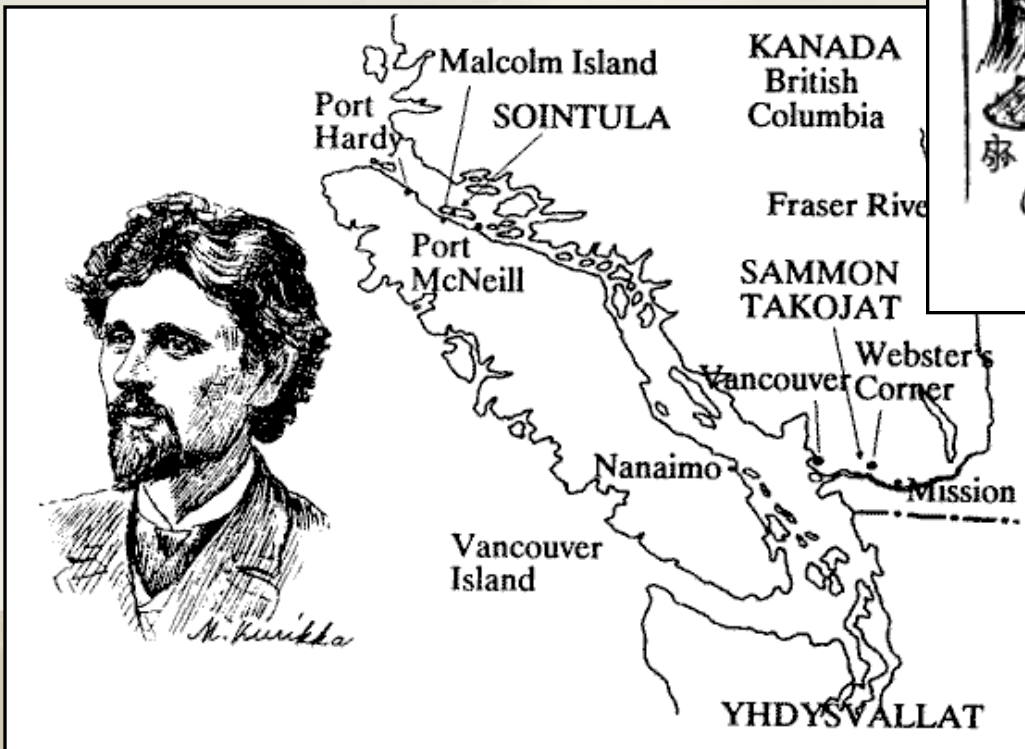 Malcolm Island
Port
Hardy
SOINTULA
KANADA
British
Columbia
Fraser Rive
Port
McNeill
SAMMON
TAKOJAT
Webster's
Corner
Vancouver
Nanaimo
Mission
Vancouver
Island
M. Kurikka
YHDYSVALLAT